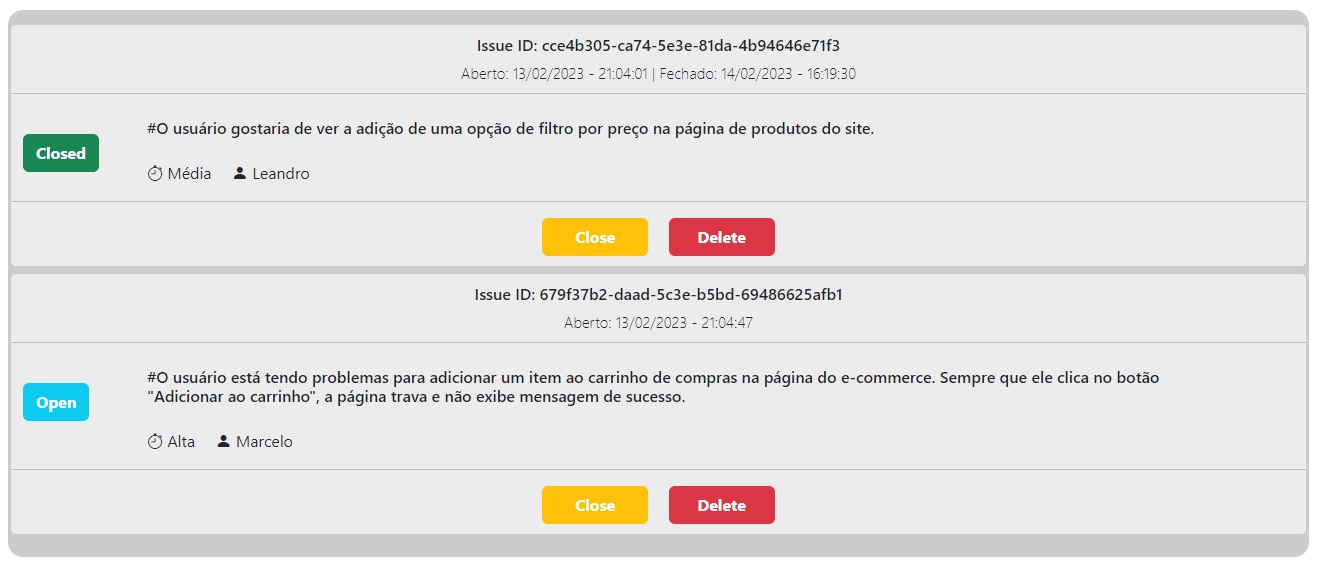 Issue ID: cce4b305-ca74-5e3e-81da-4b94646e71f3
Aberto: 13/02/2023 - 21:04:01 | Fechado: 14/02/2023 - 16:19:30
Closed
#O usuário gostaria de ver a adição de uma opção de filtro por preço na página de produtos do site.
Média Leandro
Close Delete
Issue ID: 679f37b2-daad-5c3e-b5bd-69486625afb1
Aberto: 13/02/2023 - 21:04:47
Open
#O usuário está tendo problemas para adicionar um item ao carrinho de compras na página do e-commerce. Sempre que ele clica no botão
"Adicionar ao carrinho", a página trava e não exibe mensagem de sucesso.
Alta Marcelo
Close Delete